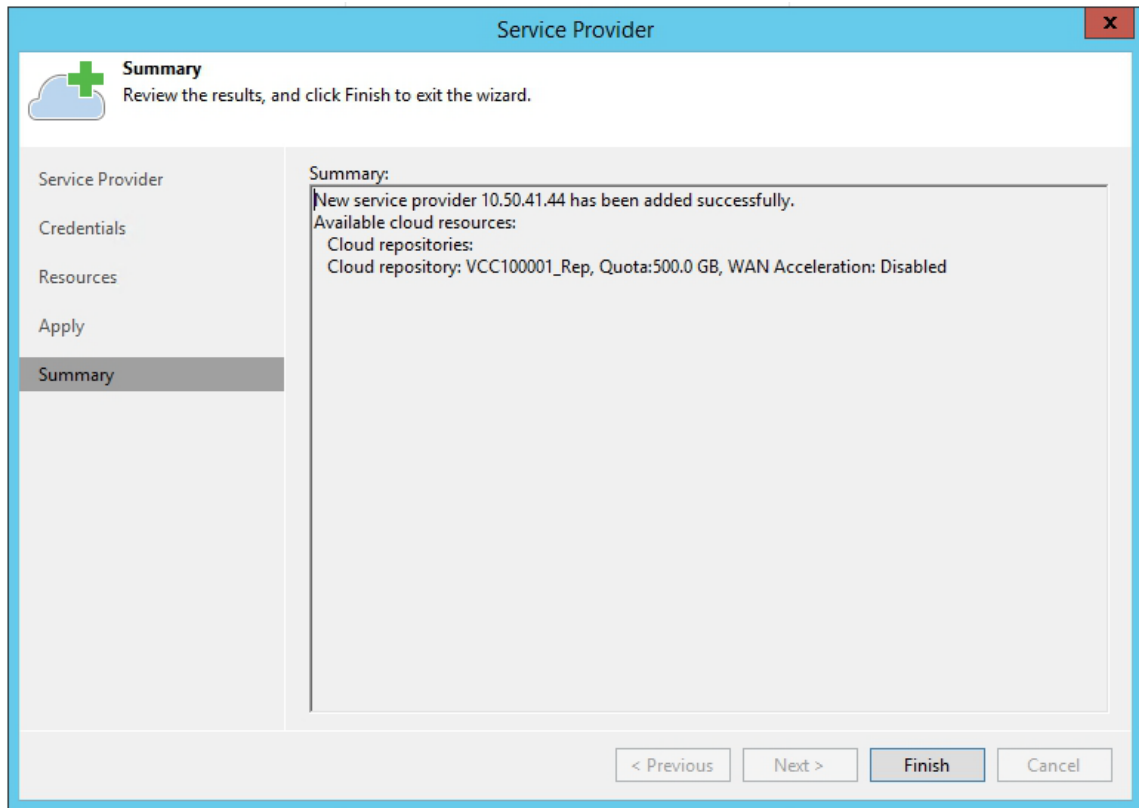 Service Provider
x
Summary
Review the results, and click Finish to exit the wizard.
Service Provider
Credentials
Resources
Apply
Summary
Summary:
New service provider 10.50.41.44 has been added successfully.
Available cloud resources:
Cloud repositories:
Cloud repository: VCC100001_Rep, Quota:500.0 GB, WAN Acceleration: Disabled
< Previous
Next >
Finish
Cancel